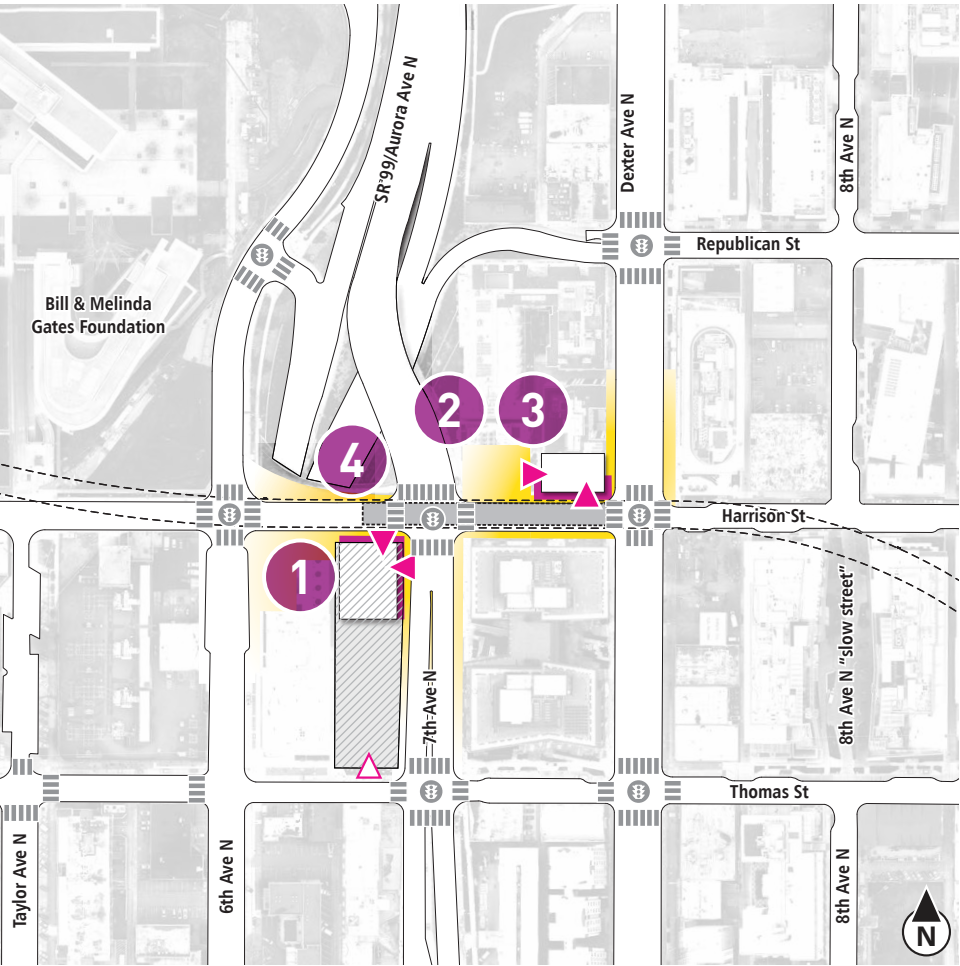 SR 99/Aurora Ave N
Dexter Ave N
8th Ave N
Republican St
Bill & Melinda
Gates Foundation
2
3
4
Harrison St
1
7th Ave N
8th Ave N "slow street"
Thomas St
Taylor Ave N
6th Ave N
8th Ave N
N